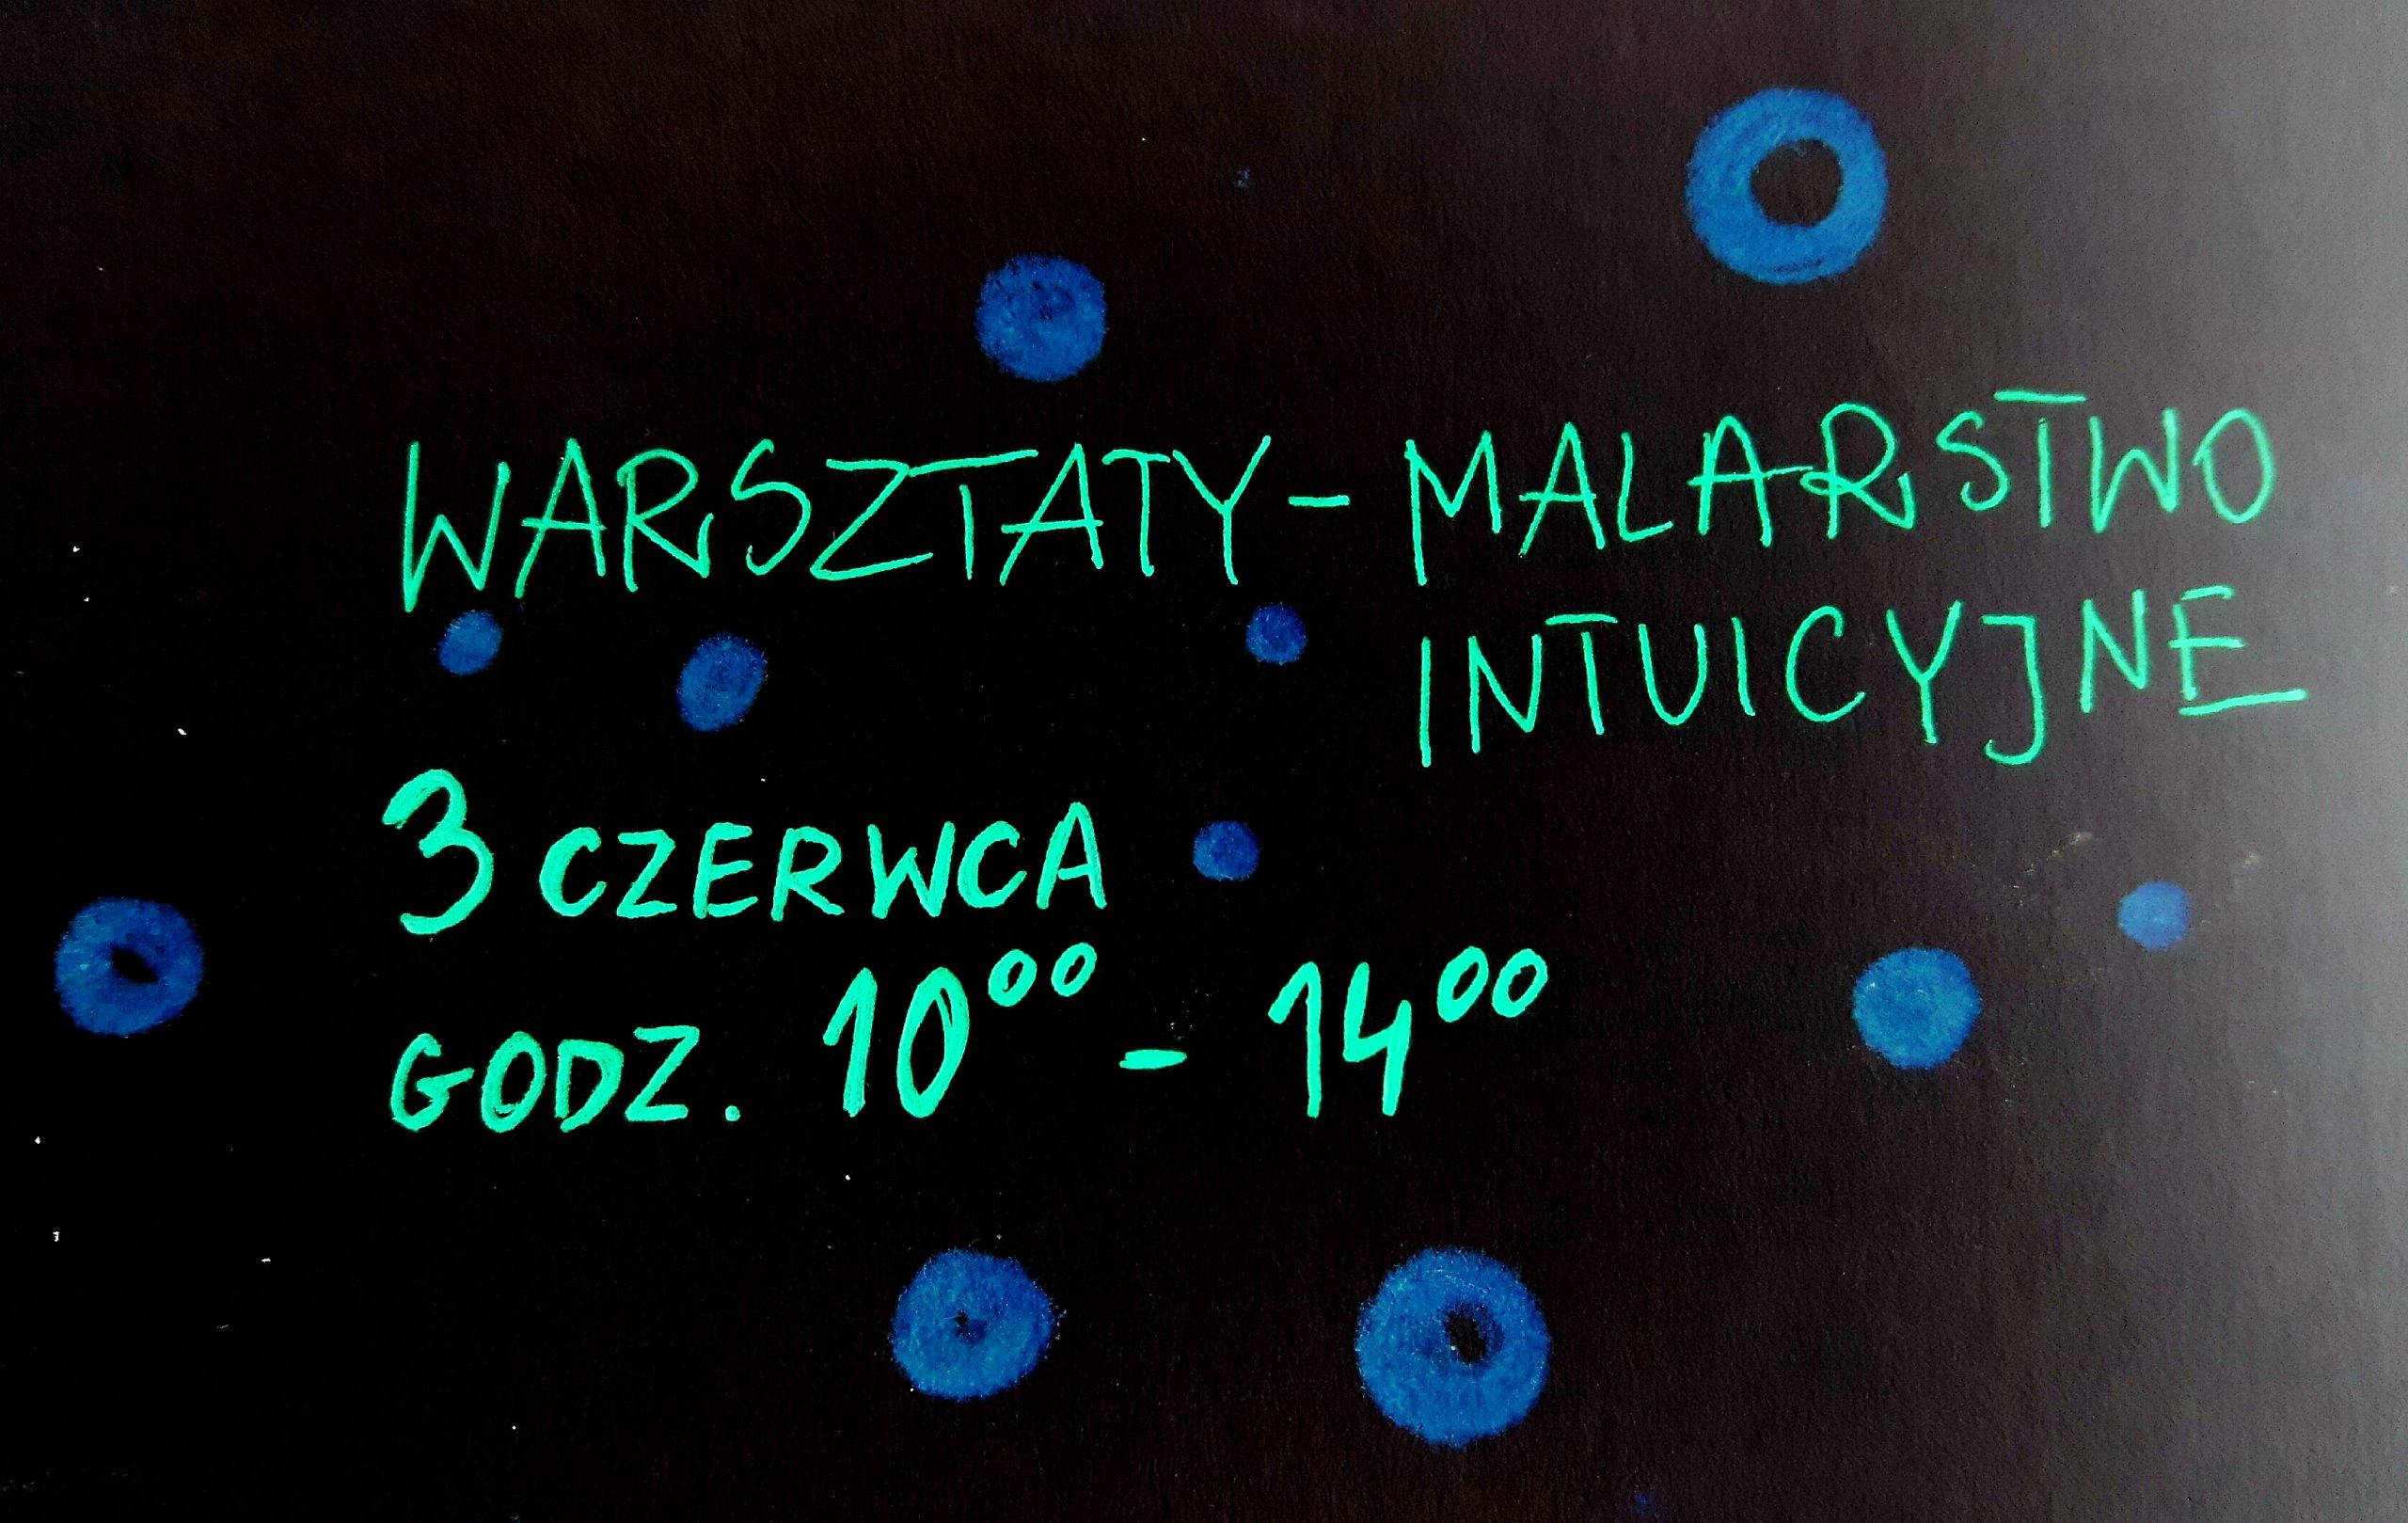 WARSZTATY - MALARSTWO
INTUICYJNE
3 CZERWCA
GODZ. 10⁰⁰ - 14⁰⁰